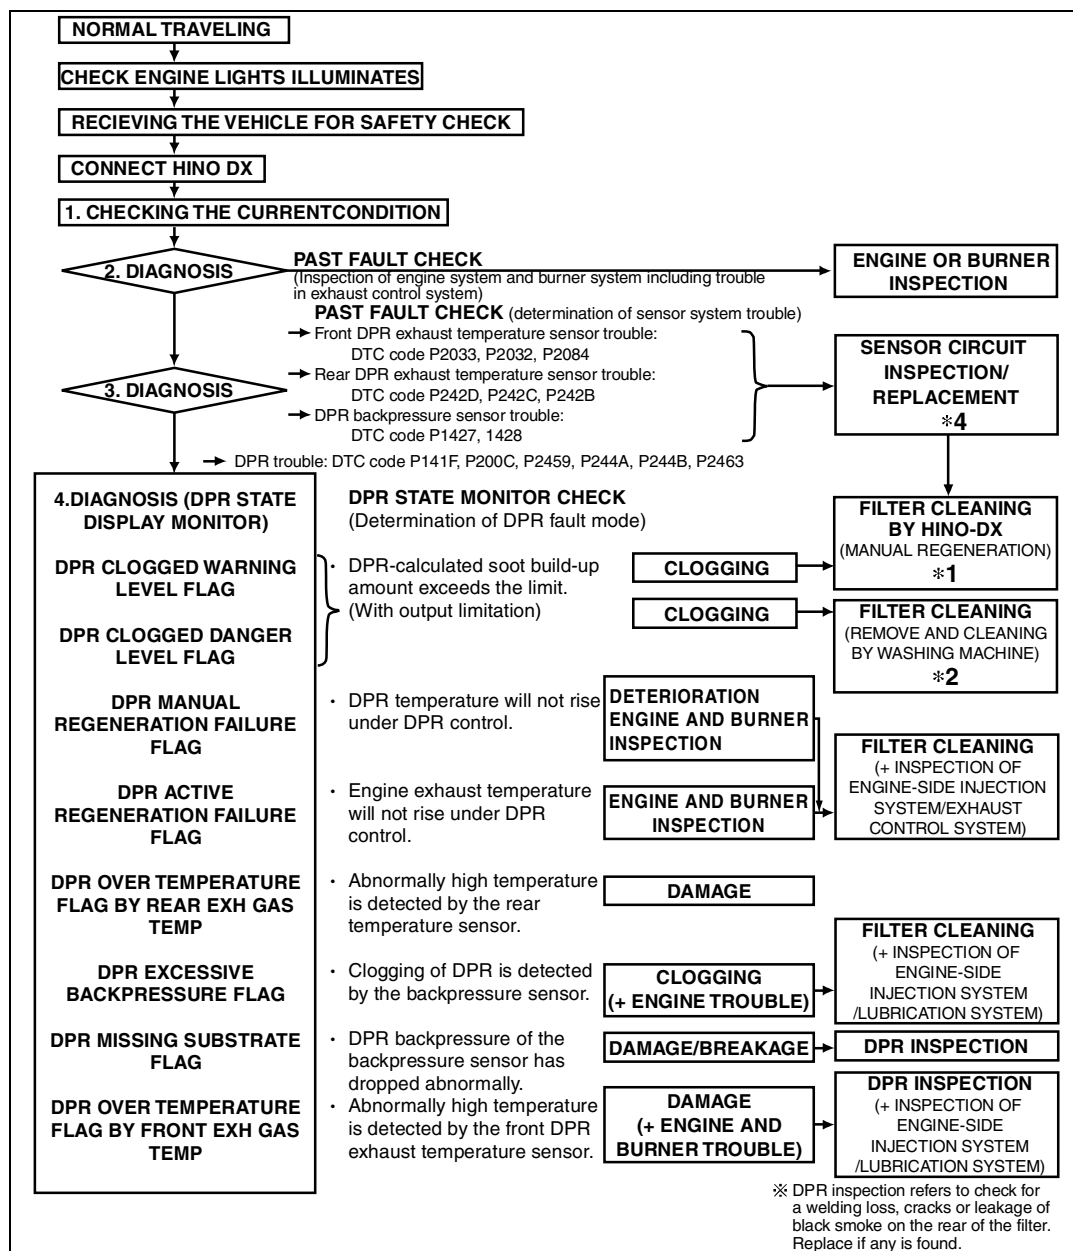 NORMAL TRAVELING
CHECK ENGINE LIGHTS ILLUMINATES
RECIEVING THE VEHICLE FOR SAFETY CHECK
CONNECT HINO DX
1. CHECKING THE CURRENTCONDITION
2. DIAGNOSIS
PAST FAULT CHECK
(Inspection of engine system and burner system including trouble
in exhaust control system)
ENGINE OR BURNER
INSPECTION
PAST FAULT CHECK (determination of sensor system trouble)
Front DPR exhaust temperature sensor trouble:
DTC code P2033, P2032, P2084
3. DIAGNOSIS
Rear DPR exhaust temperature sensor trouble:
DTC code P242D, P242C, P242B
DPR backpressure sensor trouble:
DTC code P1427, 1428
SENSOR CIRCUIT
INSPECTION/
REPLACEMENT
*4
DPR trouble: DTC code P141F, P200C, P2459, P244A, P244B, P2463
4.DIAGNOSIS (DPR STATE
DISPLAY MONITOR)
DPR STATE MONITOR CHECK
(Determination of DPR fault mode)
DPR CLOGGED WARNING
LEVEL FLAG
DPR CLOGGED DANGER
LEVEL FLAG
· DPR-calculated soot build-up
amount exceeds the limit.
(With output limitation)
CLOGGING
FILTER CLEANING
BY HINO-DX
(MANUAL REGENERATION)
*1
CLOGGING
FILTER CLEANING
(REMOVE AND CLEANING
BY WASHING MACHINE)
*2
DPR MANUAL
REGENERATION FAILURE
FLAG
· DPR temperature will not rise
under DPR control.
DETERIORATION
ENGINE AND BURNER
INSPECTION
DPR ACTIVE
REGENERATION FAILURE
FLAG
· Engine exhaust temperature
will not rise under DPR
control.
ENGINE AND BURNER
INSPECTION
FILTER CLEANING
(+ INSPECTION OF
ENGINE-SIDE INJECTION
SYSTEM/EXHAUST
CONTROL SYSTEM)
DPR OVER TEMPERATURE
FLAG BY REAR EXH GAS
TEMP
· Abnormally high temperature
is detected by the rear
temperature sensor.
DAMAGE
DPR EXCESSIVE
BACKPRESSURE FLAG
· Clogging of DPR is detected
by the backpressure sensor.
CLOGGING
(+ ENGINE TROUBLE)
FILTER CLEANING
(+ INSPECTION OF
ENGINE-SIDE
INJECTION SYSTEM
/LUBRICATION SYSTEM)
DPR MISSING SUBSTRATE
FLAG
· DPR backpressure of the
backpressure sensor has
dropped abnormally.
DAMAGE/BREAKAGE
DPR INSPECTION
DPR OVER TEMPERATURE
FLAG BY FRONT EXH GAS
TEMP
· Abnormally high temperature
is detected by the front DPR
exhaust temperature sensor.
DAMAGE
(+ ENGINE AND
BURNER TROUBLE)
DPR INSPECTION
(+ INSPECTION OF
ENGINE-SIDE
INJECTION SYSTEM
/LUBRICATION SYSTEM)
※ DPR inspection refers to check for
a welding loss, cracks or leakage of
black smoke on the rear of the filter.
Replace if any is found.